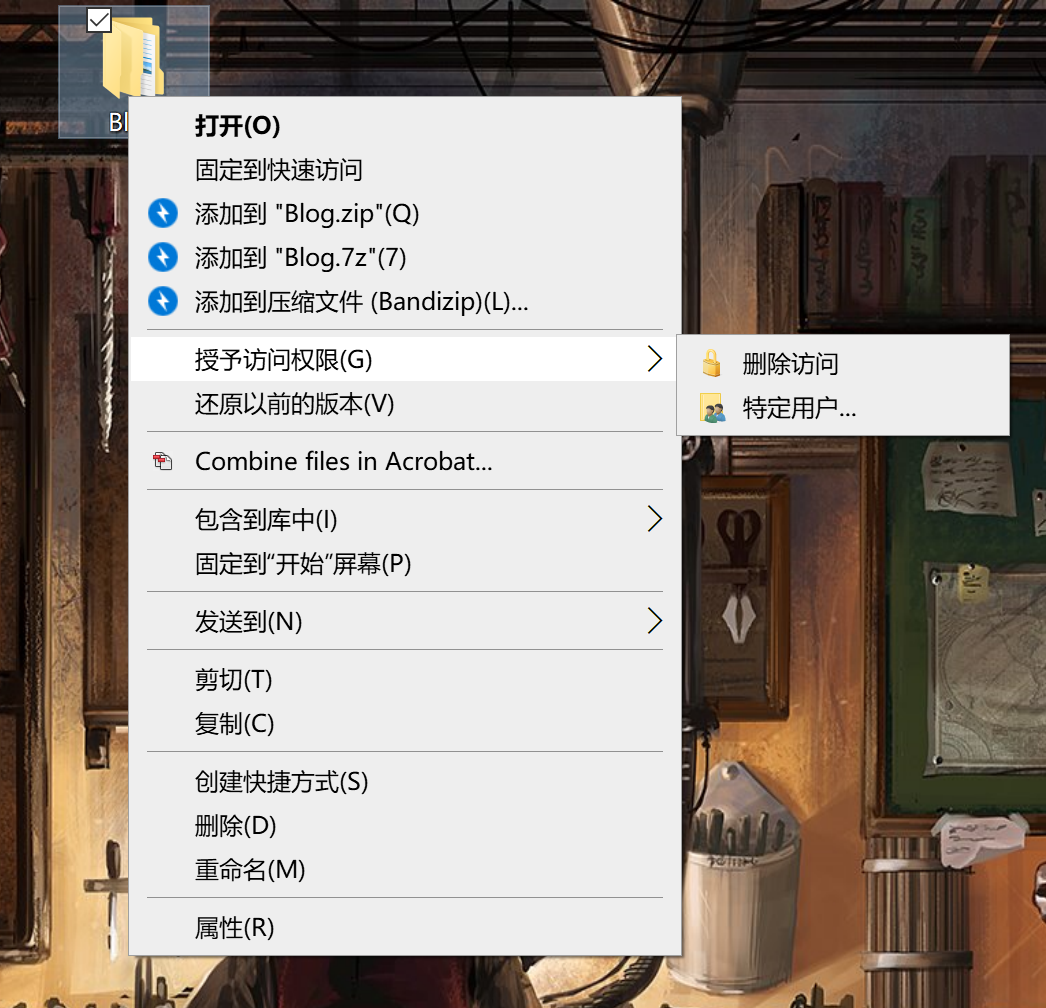 Bl
打开(O)
固定到快速访问
添加到 "Blog.zip"(Q)
添加到 "Blog.7z"(7)
添加到压缩文件 (Bandizip)(L)...
授予访问权限(G)
删除访问
特定用户...
还原以前的版本(V)
Combine files in Acrobat...
包含到库中(I)
固定到“开始”屏幕(P)
发送到(N)
剪切(T)
复制(C)
创建快捷方式(S)
删除(D)
重命名(M)
属性(R)